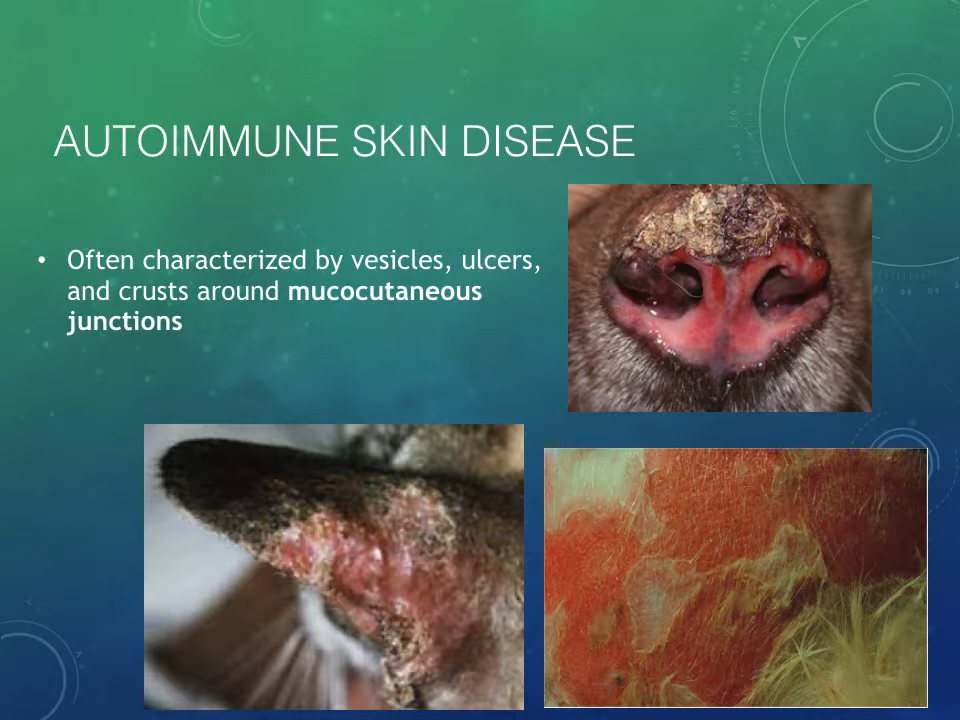 AUTOIMMUNE SKIN DISEASE
• Often characterized by vesicles, ulcers,
and crusts around mucocutaneous
junctions